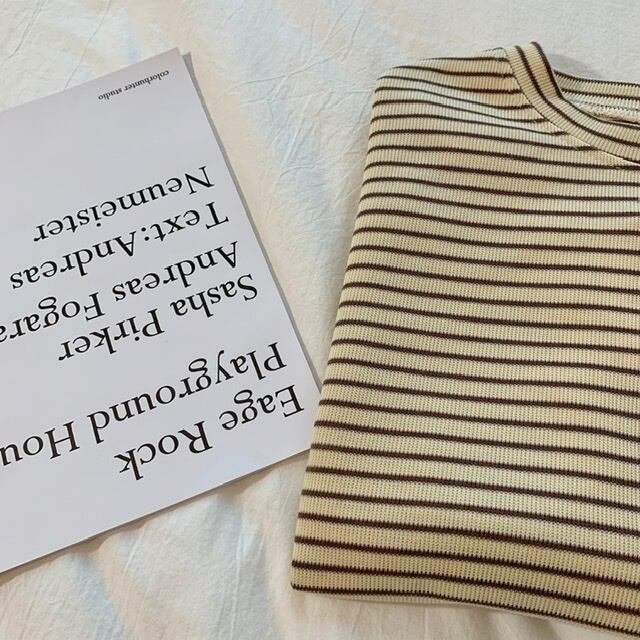 Eage Rock
Playground Hou
Sasha Pirker
Andreas Fogara
Text:Andreas
Neumeister
colorhunter studio